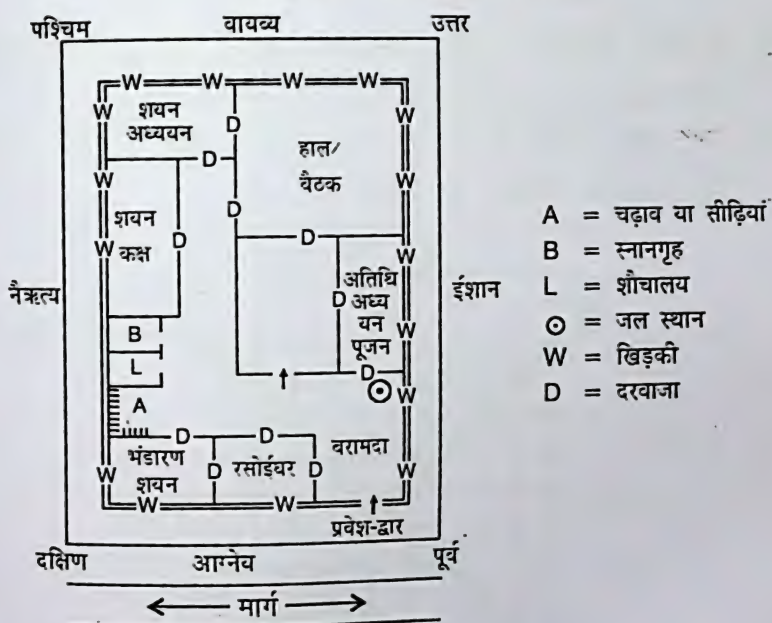 पश्चिम
वायव्य
उत्तर
W W W W
W
शयन
अध्ययन
D
W
D
हाल/
बैठक
W
D
W
शयन
कक्ष
D
W
D
W
नैऋत्य
B
L
A
अतिथि
अध्य
यन
पूजन
D
W
W
ईशान
D
W
भंडारण
शयन
D
D
रसोईघर
D
D
वरामदा
W
W
W
W
प्रवेश-द्वार
दक्षिण
आग्नेय
पूर्व
← मार्ग →
A = चढ़ाव या सीढ़ियां
B = स्नानगृह
L = शौचालय
⊙ = जल स्थान
W = खिड़की
D = दरवाजा